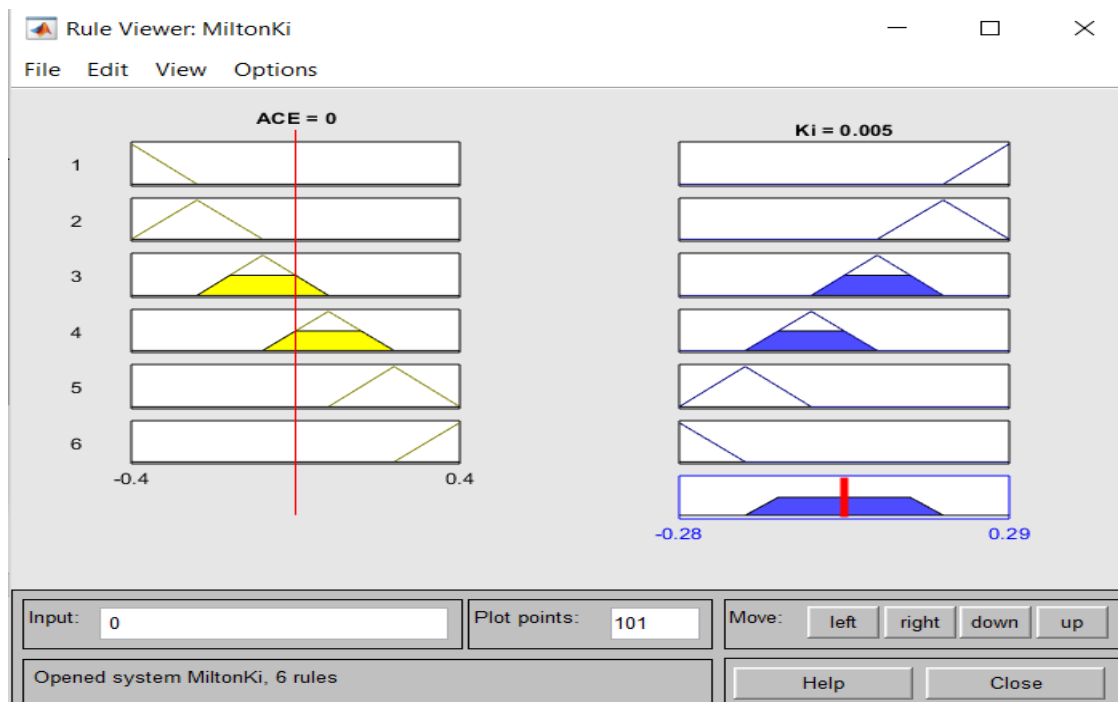 Rule Viewer: MiltonKi
File Edit View Options
ACE = 0
Ki = 0.005
1
2
3
4
5
6
-0.4 0.4
-0.28 0.29
Input: 0
Plot points: 101
Move: left right down up
Opened system MiltonKi, 6 rules
Help Close